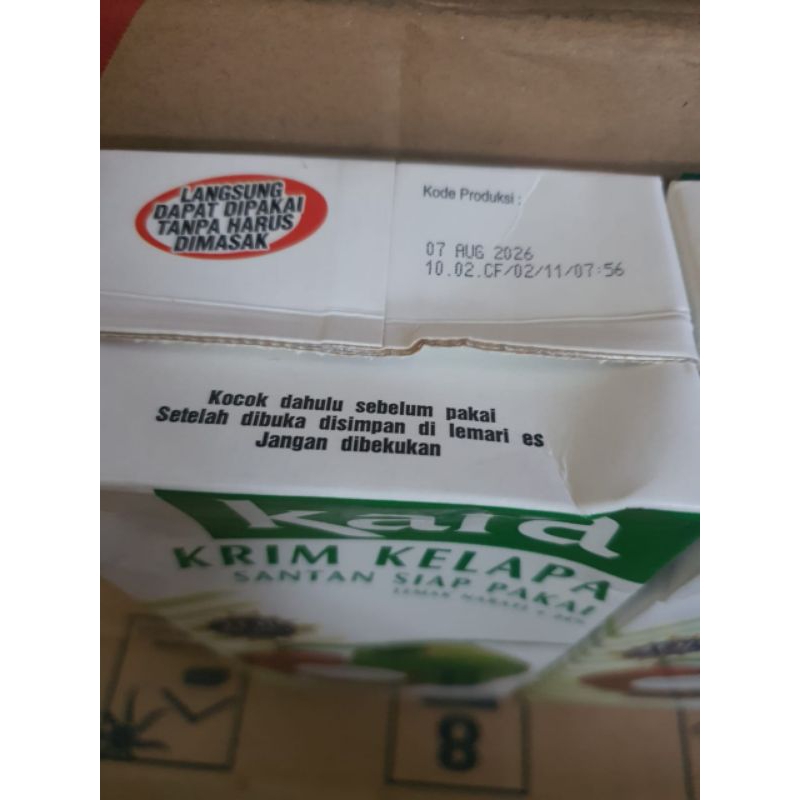 LANGSUNG
DAPAT DIPAKAI
TANPA HARUS
DIMASAK
Kode Produksi :
07 AUG 2026
10.02.CF/02/11/07:56
Kocok dahulu sebelum pakai
Setelah dibuka disimpan di lemari es
Jangan dibekukan
Kara
KRIM KELAPA
SANTAN SIAP PAKAI
LEMAK
8